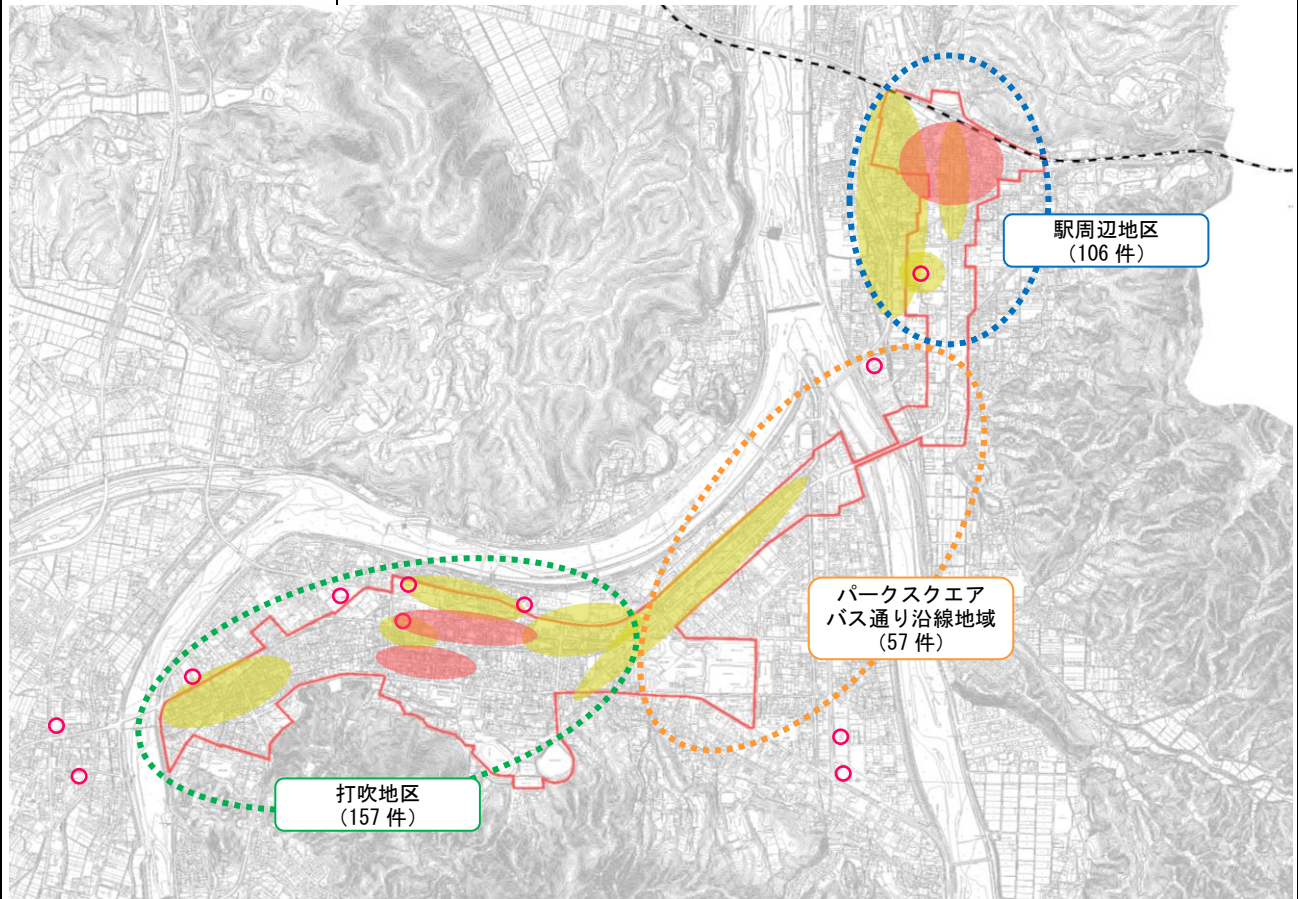 駅周辺地区
(106 件)
パークスクエア
バス通り沿線地域
(57 件)
打吹地区
(157 件)